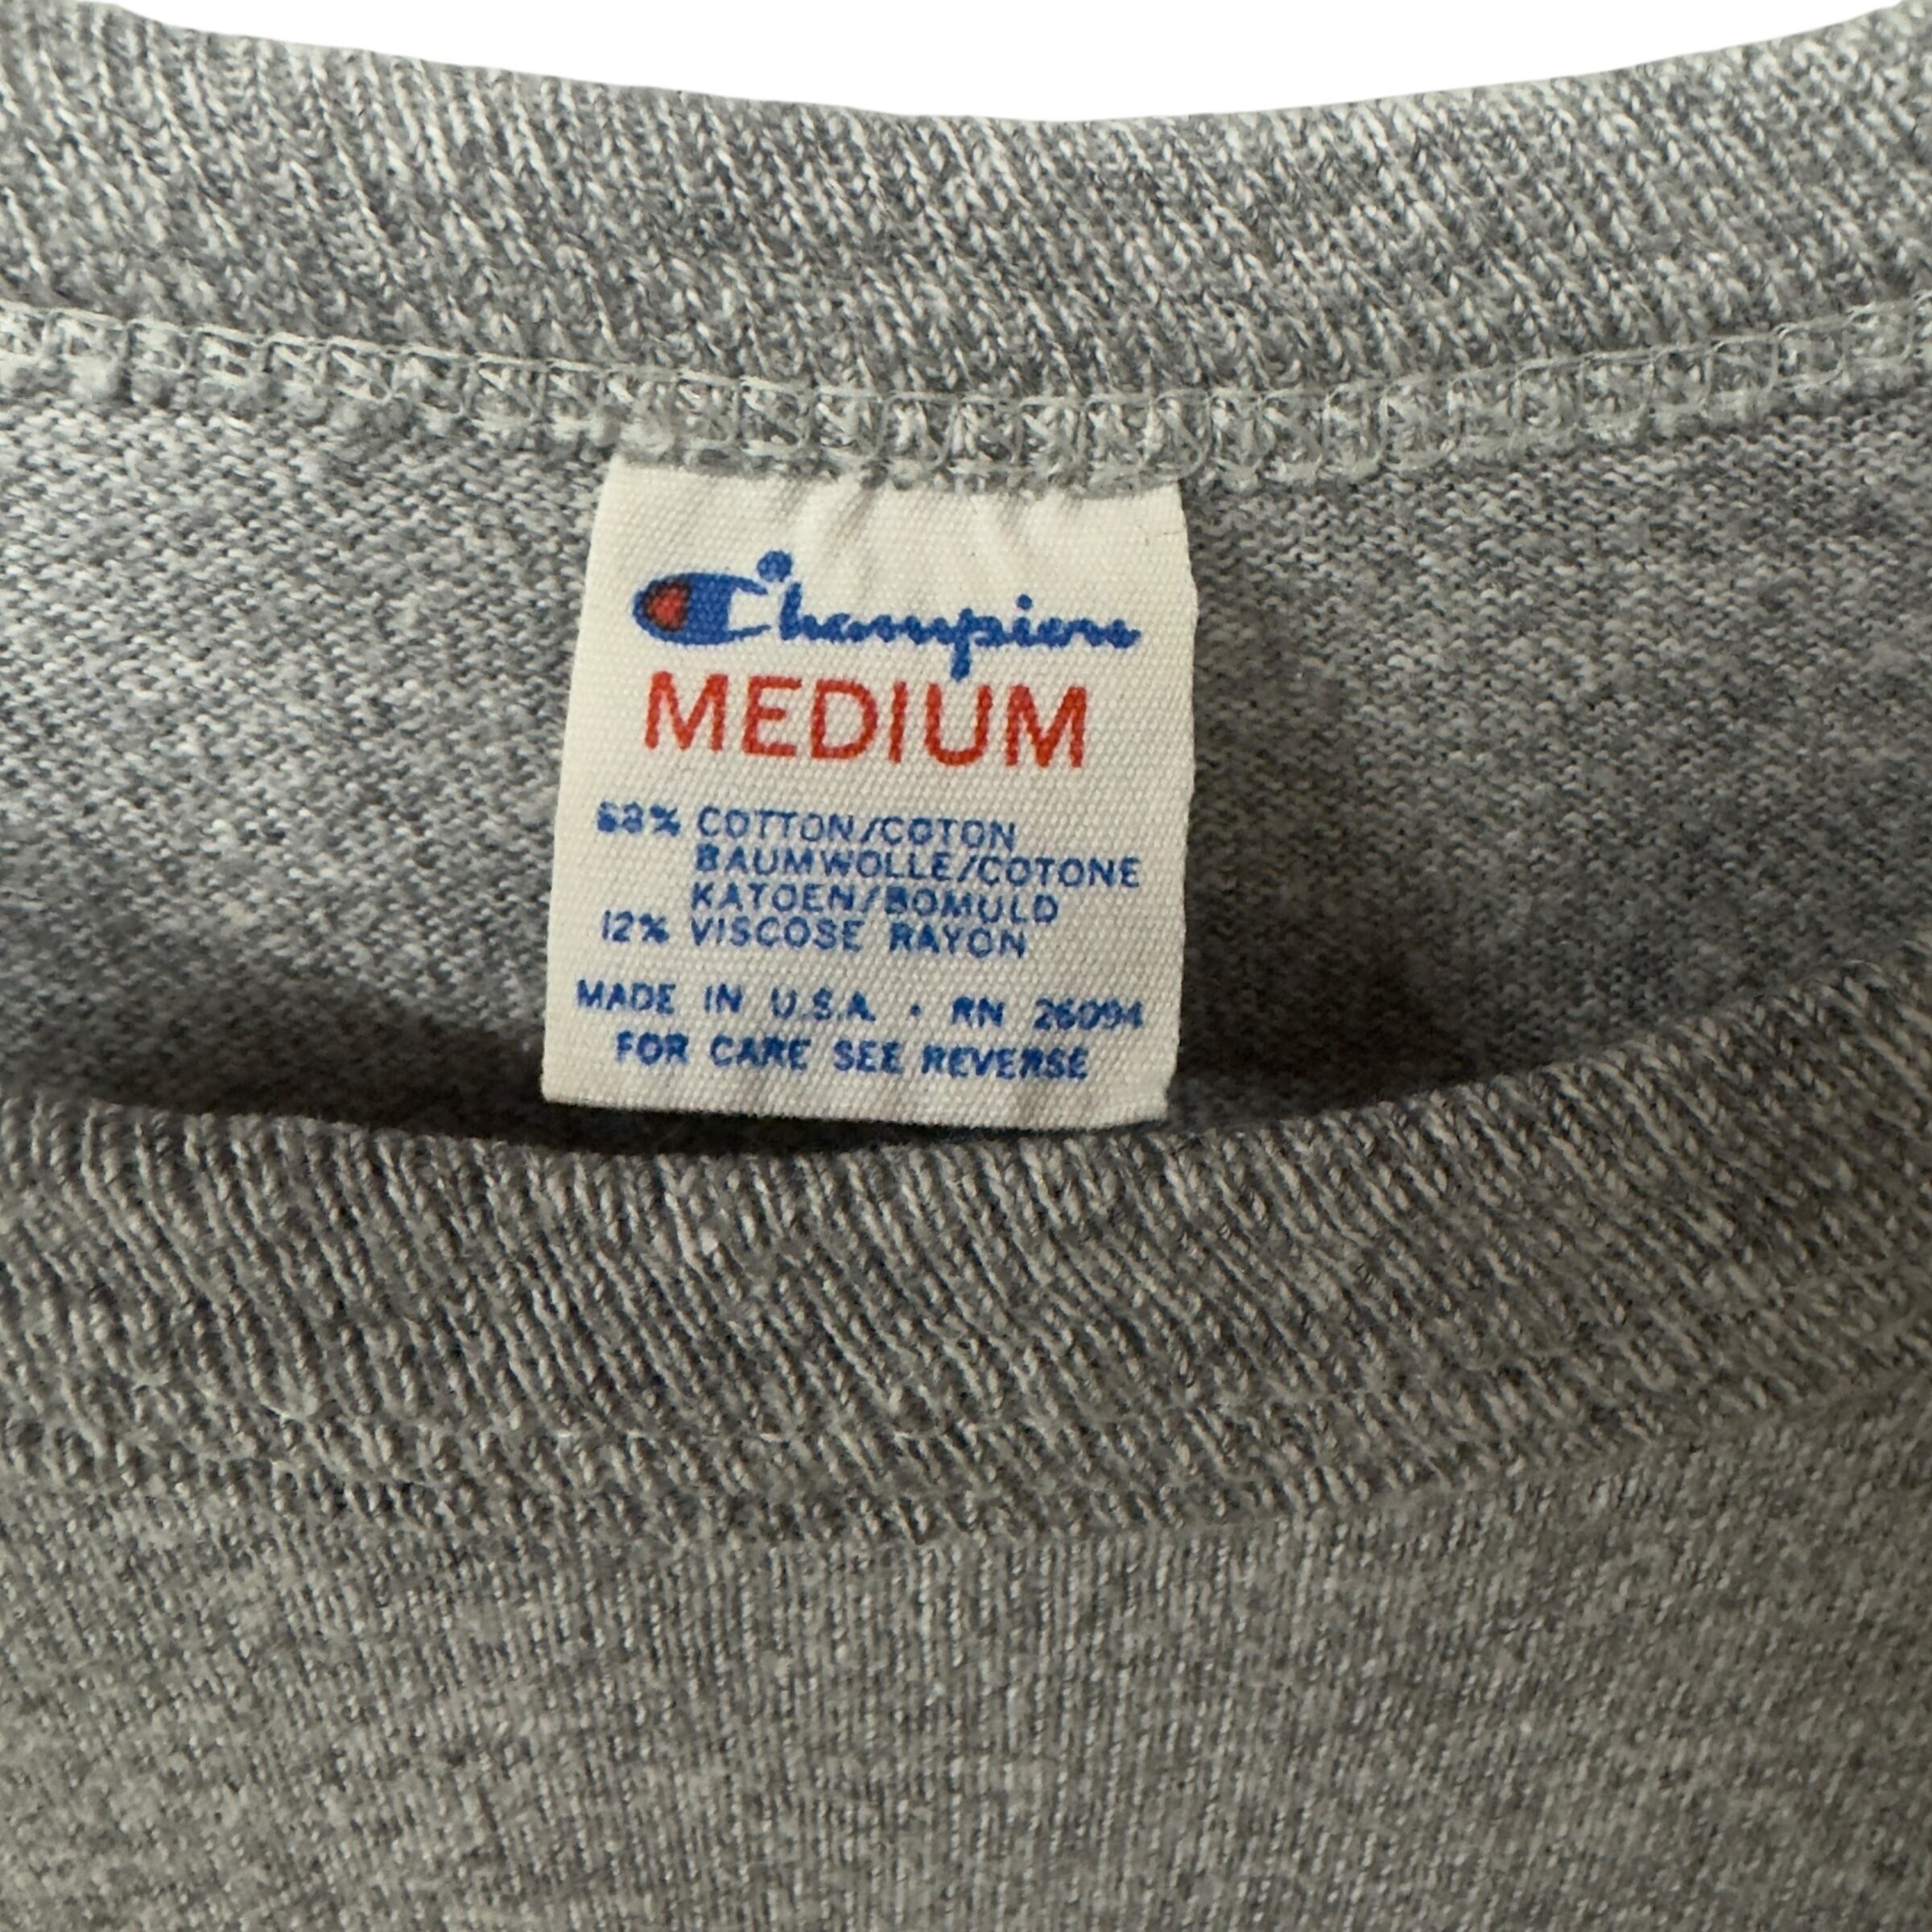 Champion
MEDIUM
88% COTTON/COTON
BAUMWOLLE/COTONE
KATOEN/BOMULD
12% VISCOSE RAYON
MADE IN U.S.A. • RN 26094
FOR CARE SEE REVERSE